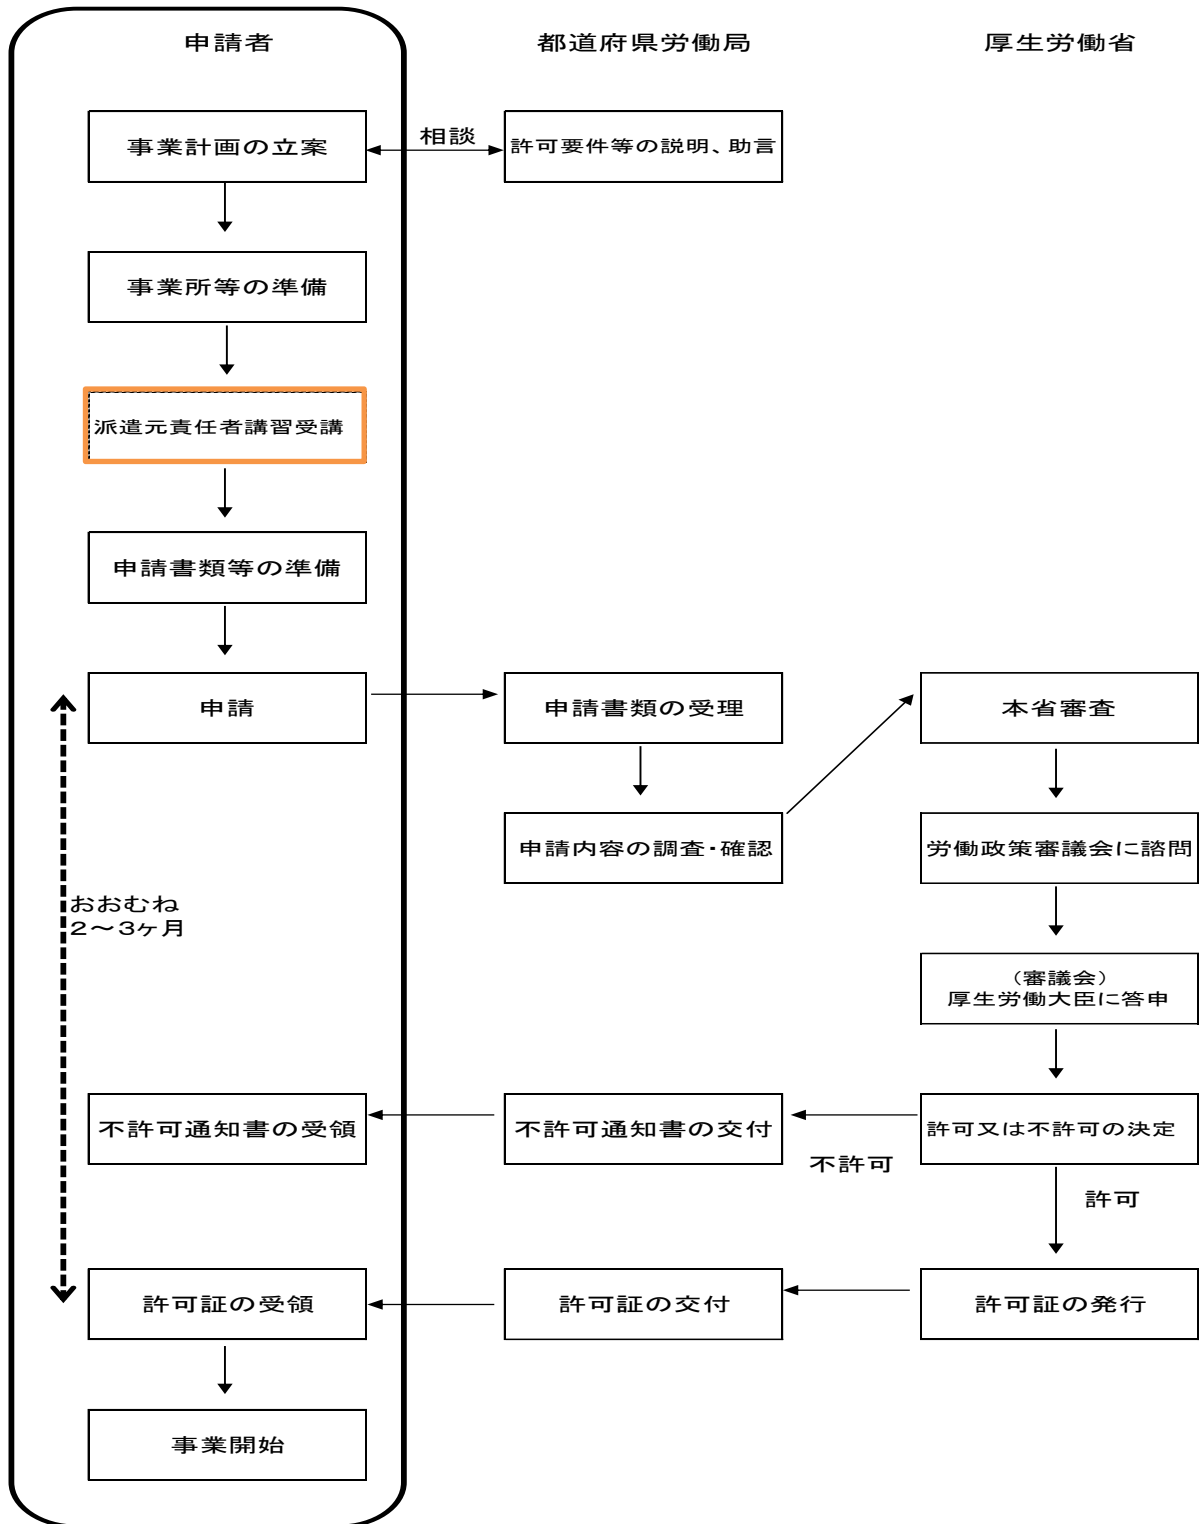 申請者
都道府県労働局
厚生労働省
事業計画の立案
相談
許可要件等の説明、助言
事業所等の準備
派遣元責任者講習受講
申請書類等の準備
申請
申請書類の受理
本省審査
申請内容の調査・確認
労働政策審議会に諮問
おおむね
2～3ヶ月
（審議会）
厚生労働大臣に答申
不許可通知書の受領
不許可通知書の交付
許可又は不許可の決定
不許可
許可
許可証の受領
許可証の交付
許可証の発行
事業開始